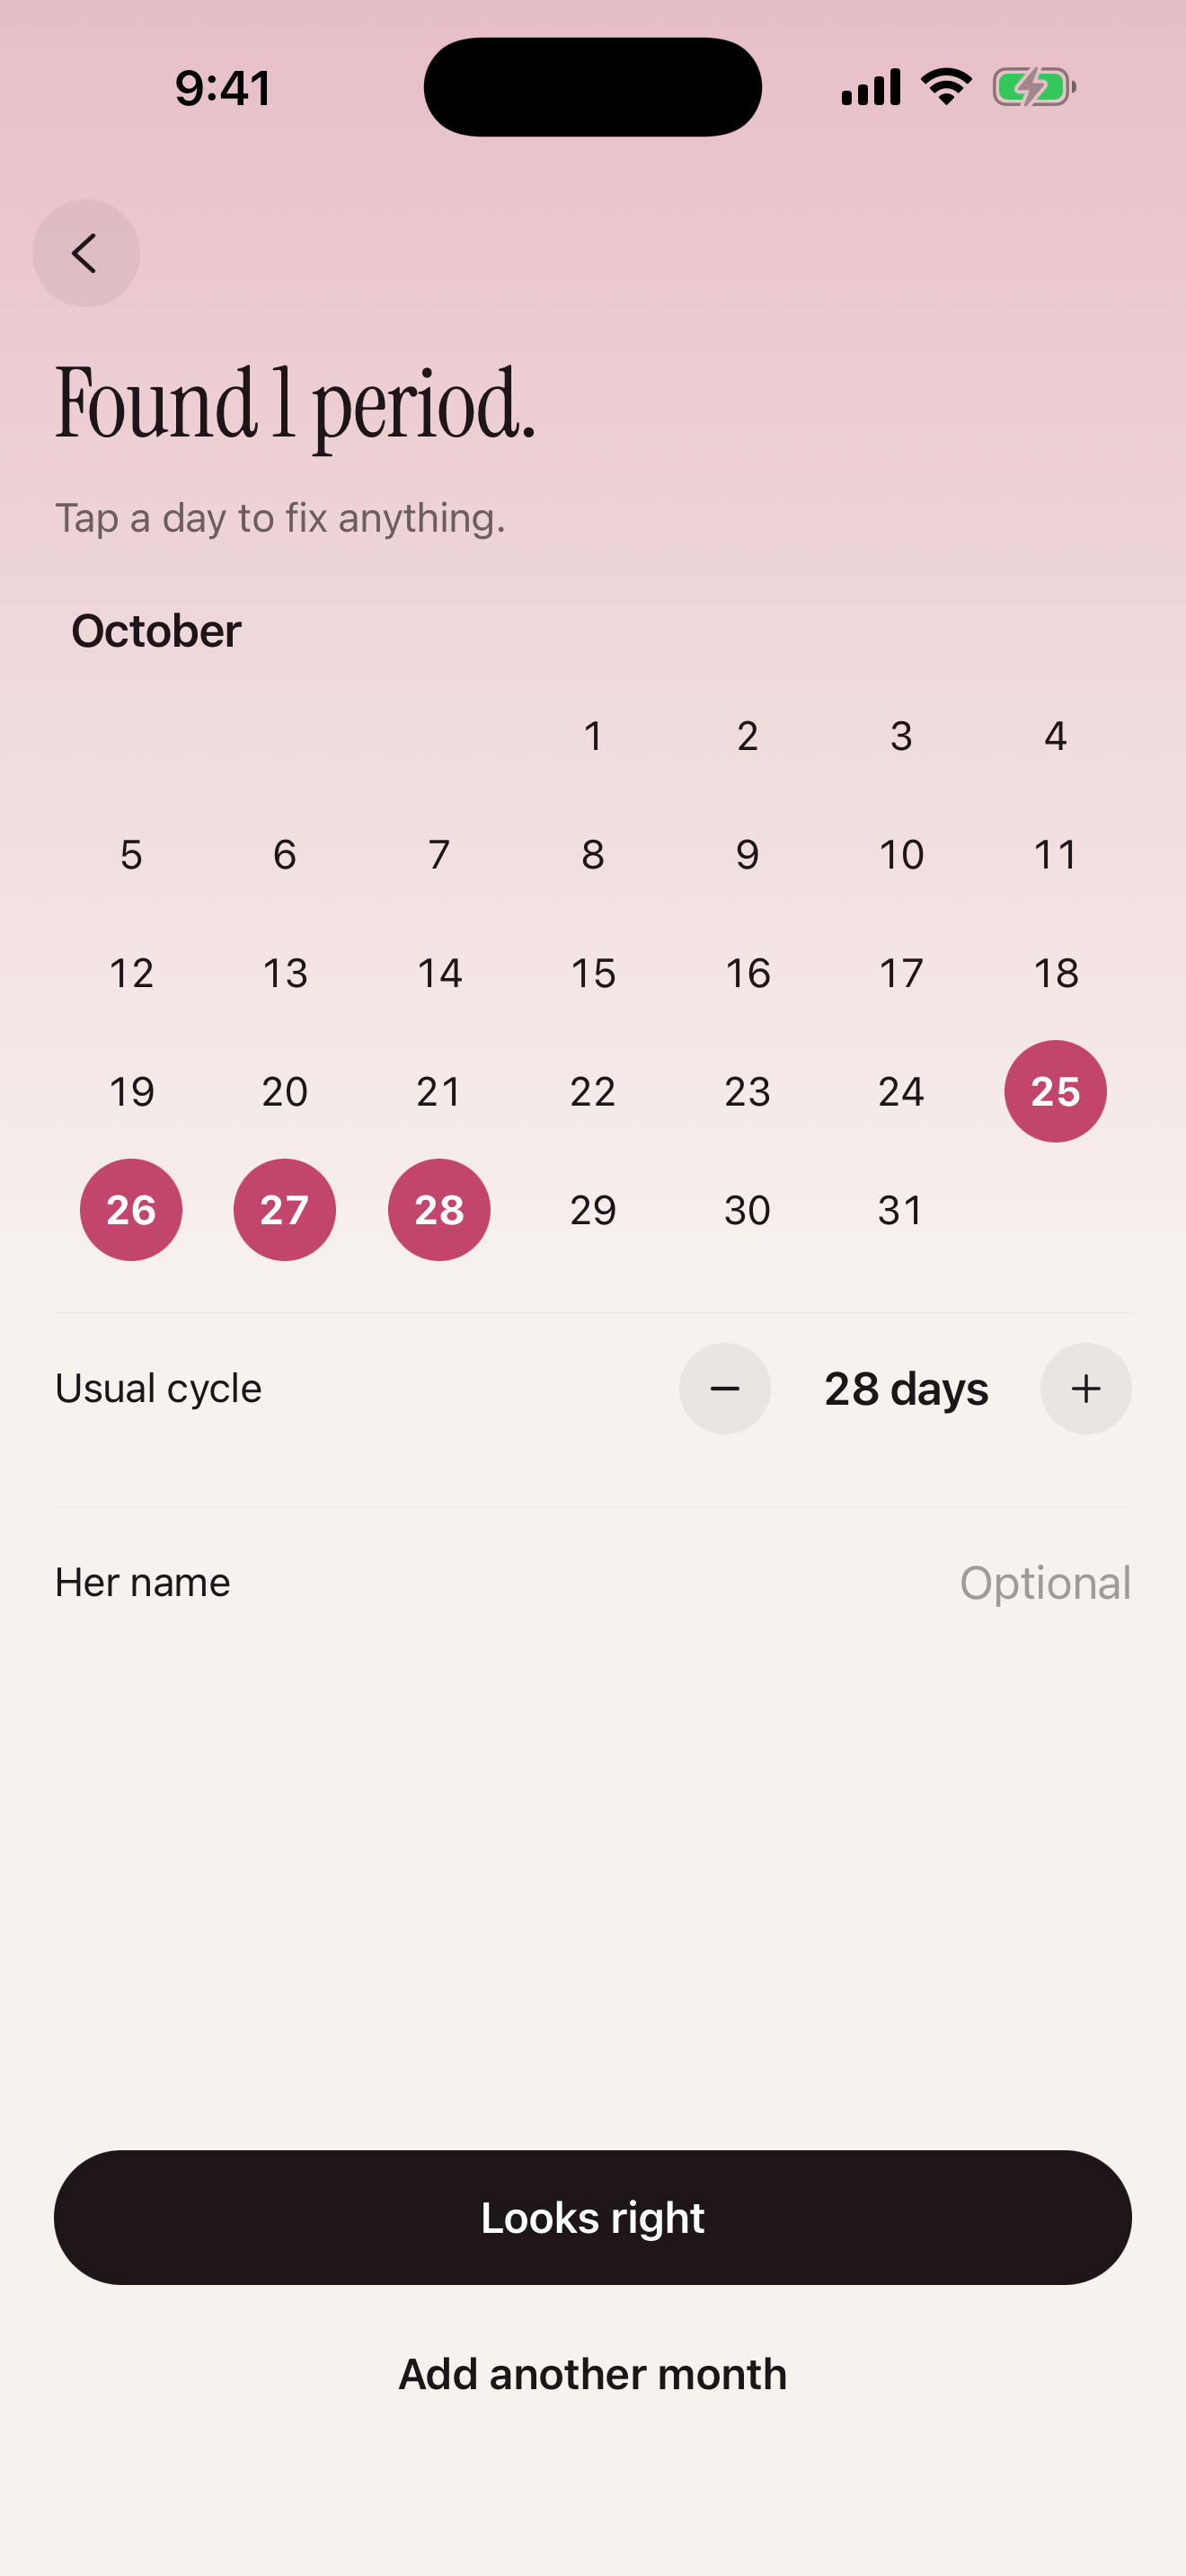 9:41
Found 1 period.
Tap a day to fix anything.
October
1 2 3 4
5 6 7 8 9 10 11
12 13 14 15 16 17 18
19 20 21 22 23 24 25
26 27 28 29 30 31
Usual cycle − 28 days +
Her name Optional
Looks right
Add another month